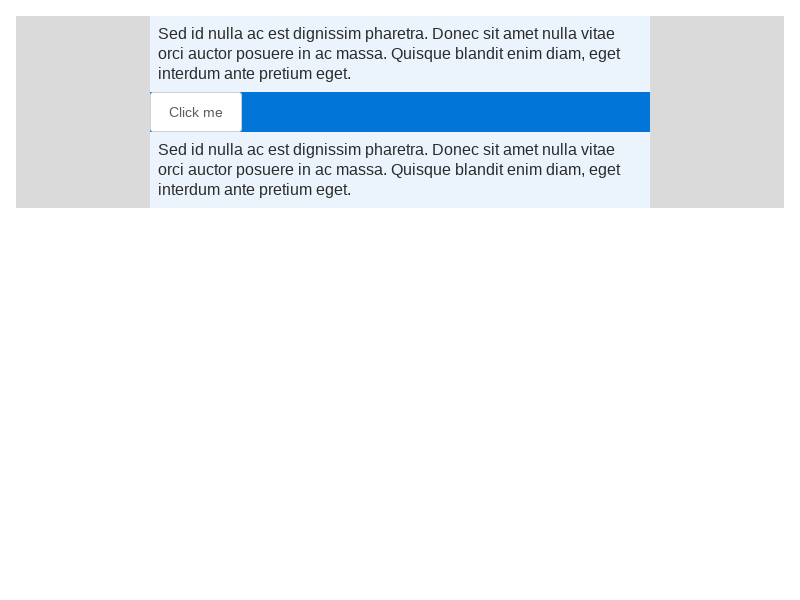 Sed id nulla ac est dignissim pharetra. Donec sit amet nulla vitae
orci auctor posuere in ac massa. Quisque blandit enim diam, eget
interdum ante pretium eget.
Click me
Sed id nulla ac est dignissim pharetra. Donec sit amet nulla vitae
orci auctor posuere in ac massa. Quisque blandit enim diam, eget
interdum ante pretium eget.